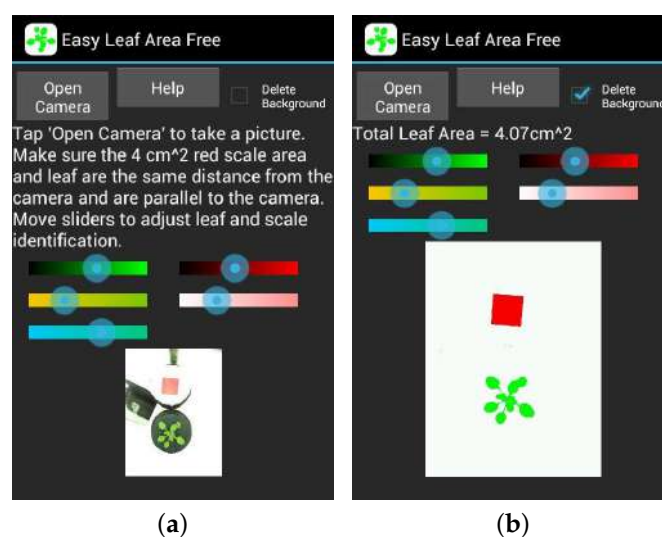 Easy Leaf Area Free
Open
Camera
Help
Delete
Background
Tap 'Open Camera' to take a picture.
Make sure the 4 cm^2 red scale area
and leaf are the same distance from the
camera and are parallel to the camera.
Move sliders to adjust leaf and scale
identification.
(a)
Easy Leaf Area Free
Open
Camera
Help
Delete
Background
Total Leaf Area = 4.07cm^2
(b)